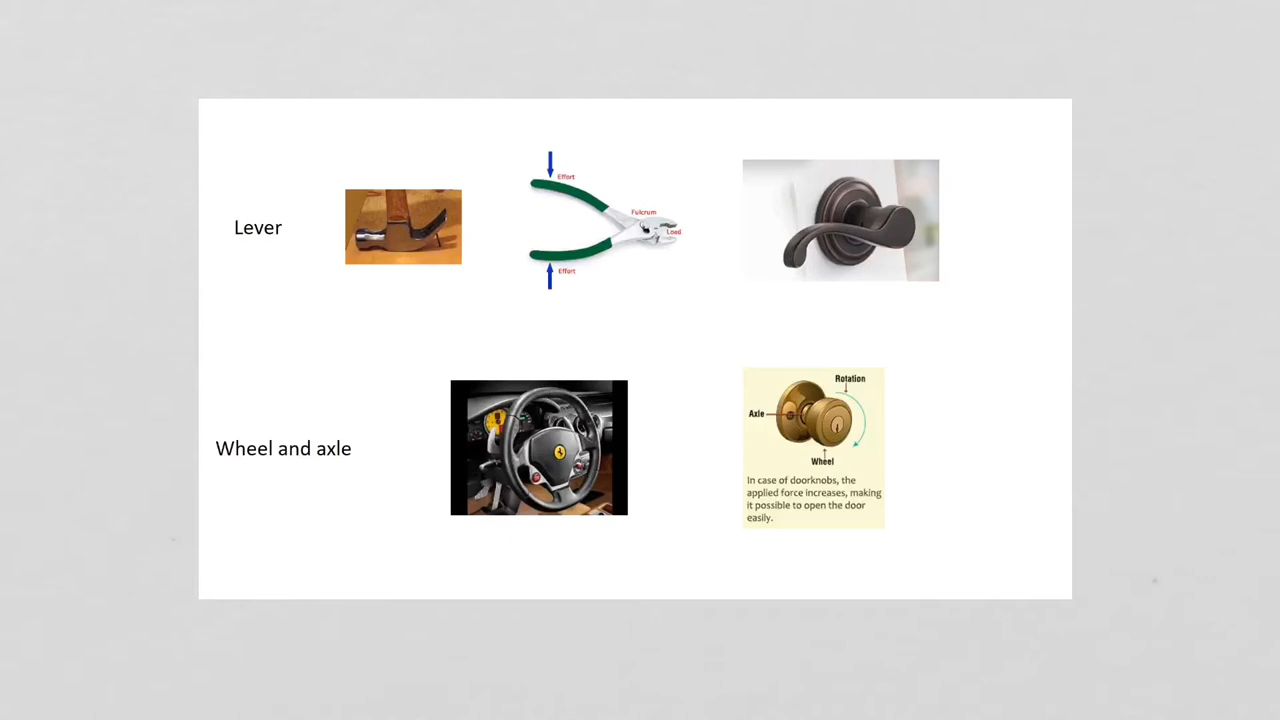 Effort
Fulcrum
Lever
Load
Effort
Rotation
Axle
Wheel and axle
Wheel
In case of doorknobs, the
applied force increases, making
it possible to open the door
easily.